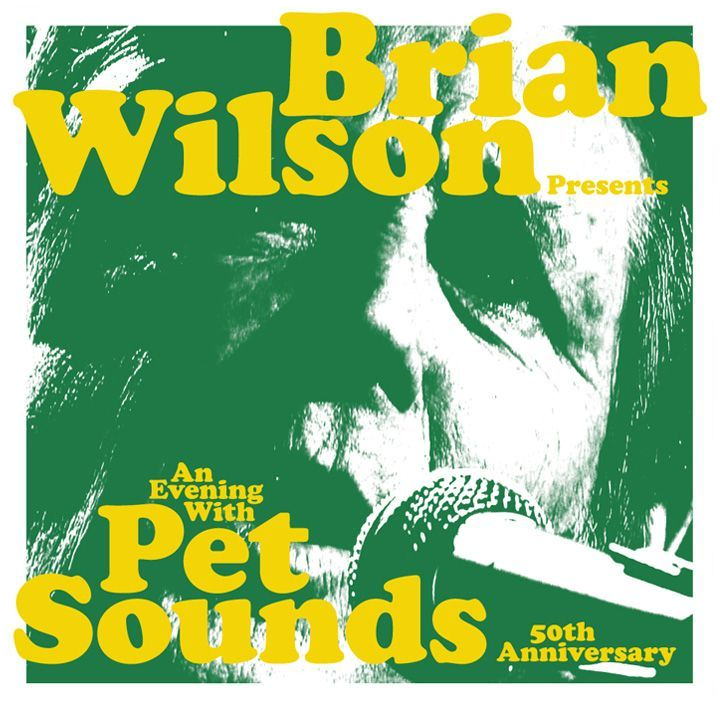 Brian
Wilson
Presents
An
Evening
With
Pet
Sounds
50th
Anniversary